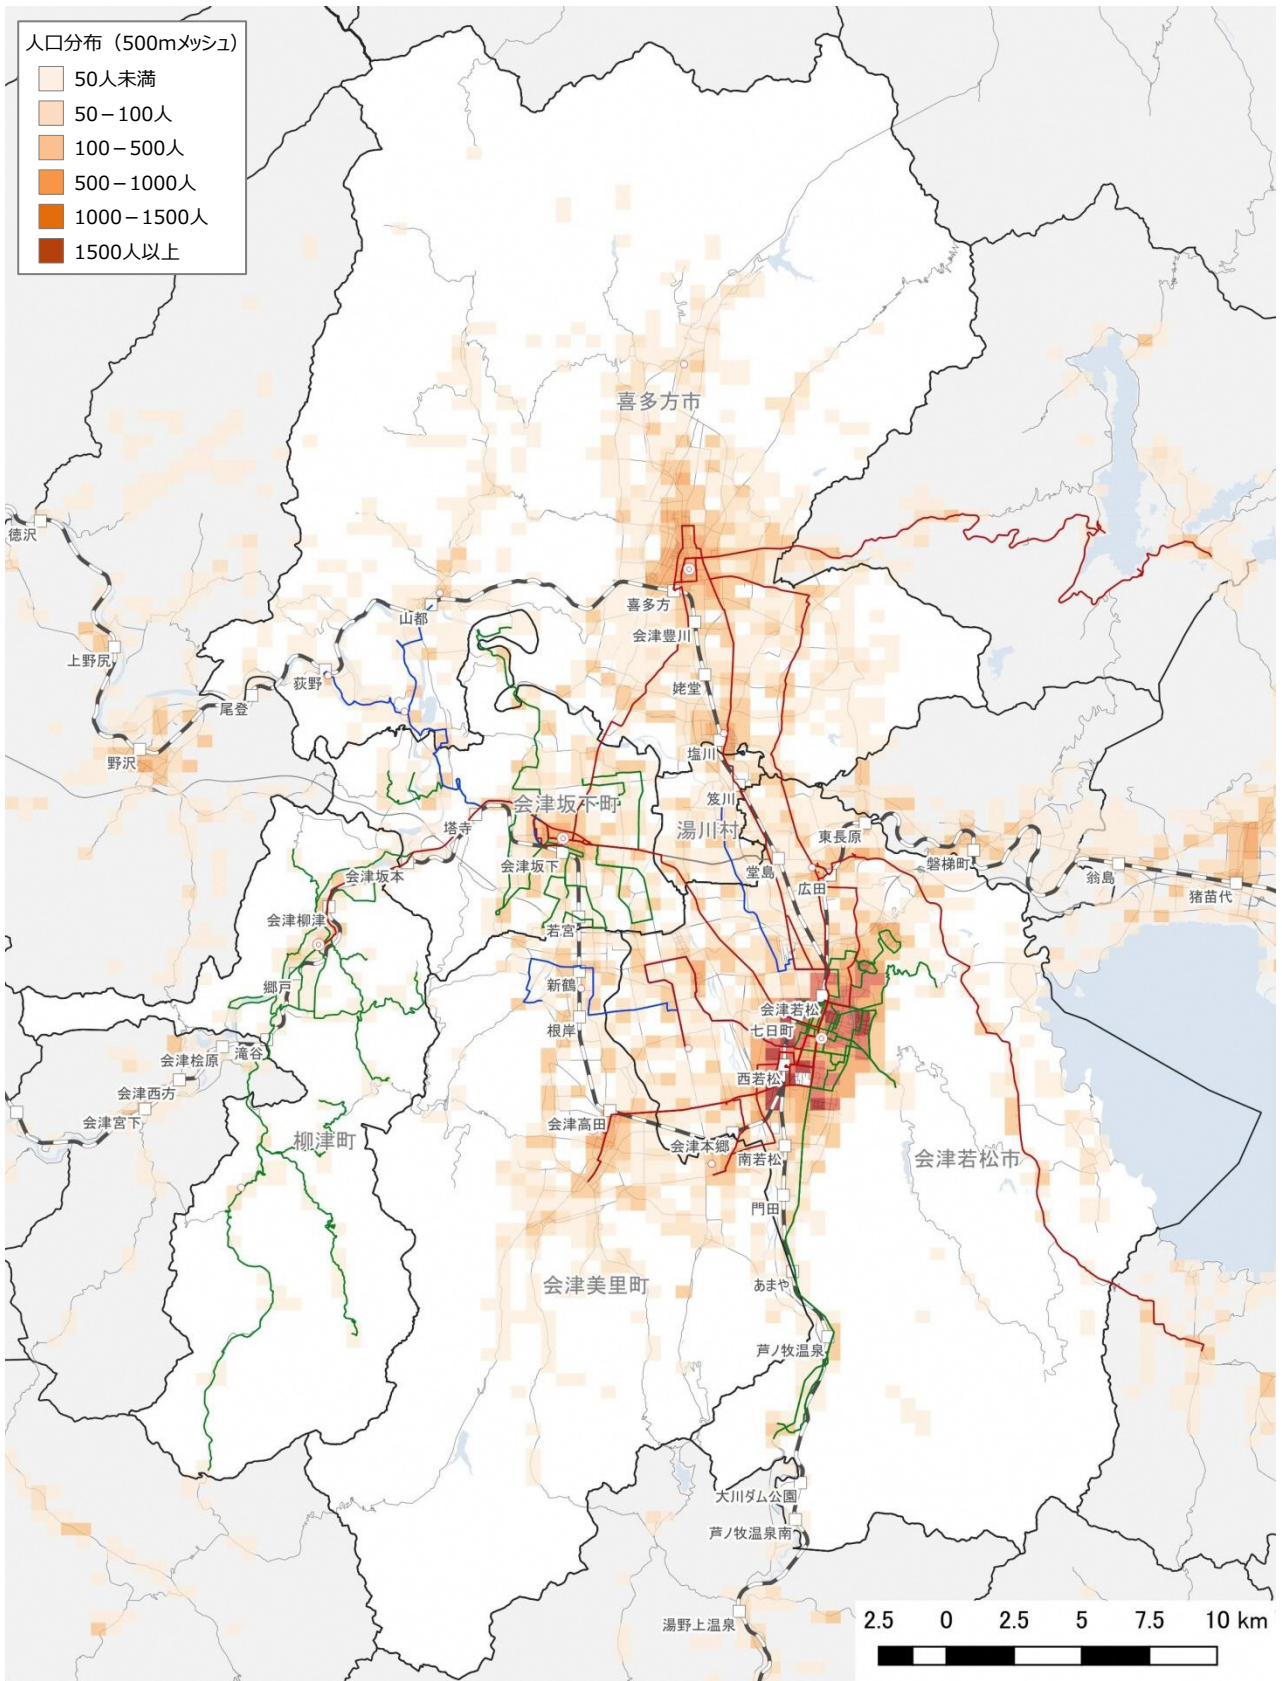 人口分布（500mメッシュ）
50人未満
50－100人
100－500人
500－1000人
1000－1500人
1500人以上
喜多方市
徳沢
喜多方
山都
会津豊川
上野尻
荻野
姥堂
尾登
野沢
塩川
笈川
会津坂下町
湯川村
塔寺
東長原
磐梯町
翁島
猪苗代
会津坂本
会津坂下
堂島
広田
会津柳津
若宮
郷戸
新鶴
会津若松
根岸
七日町
滝谷
会津桧原
会津西方
西若松
会津宮下
会津高田
柳津町
会津本郷
南若松
会津若松市
門田
会津美里町
あまや
芦ノ牧温泉
大川ダム公園
芦ノ牧温泉南
湯野上温泉
2.5 0 2.5 5 7.5 10 km